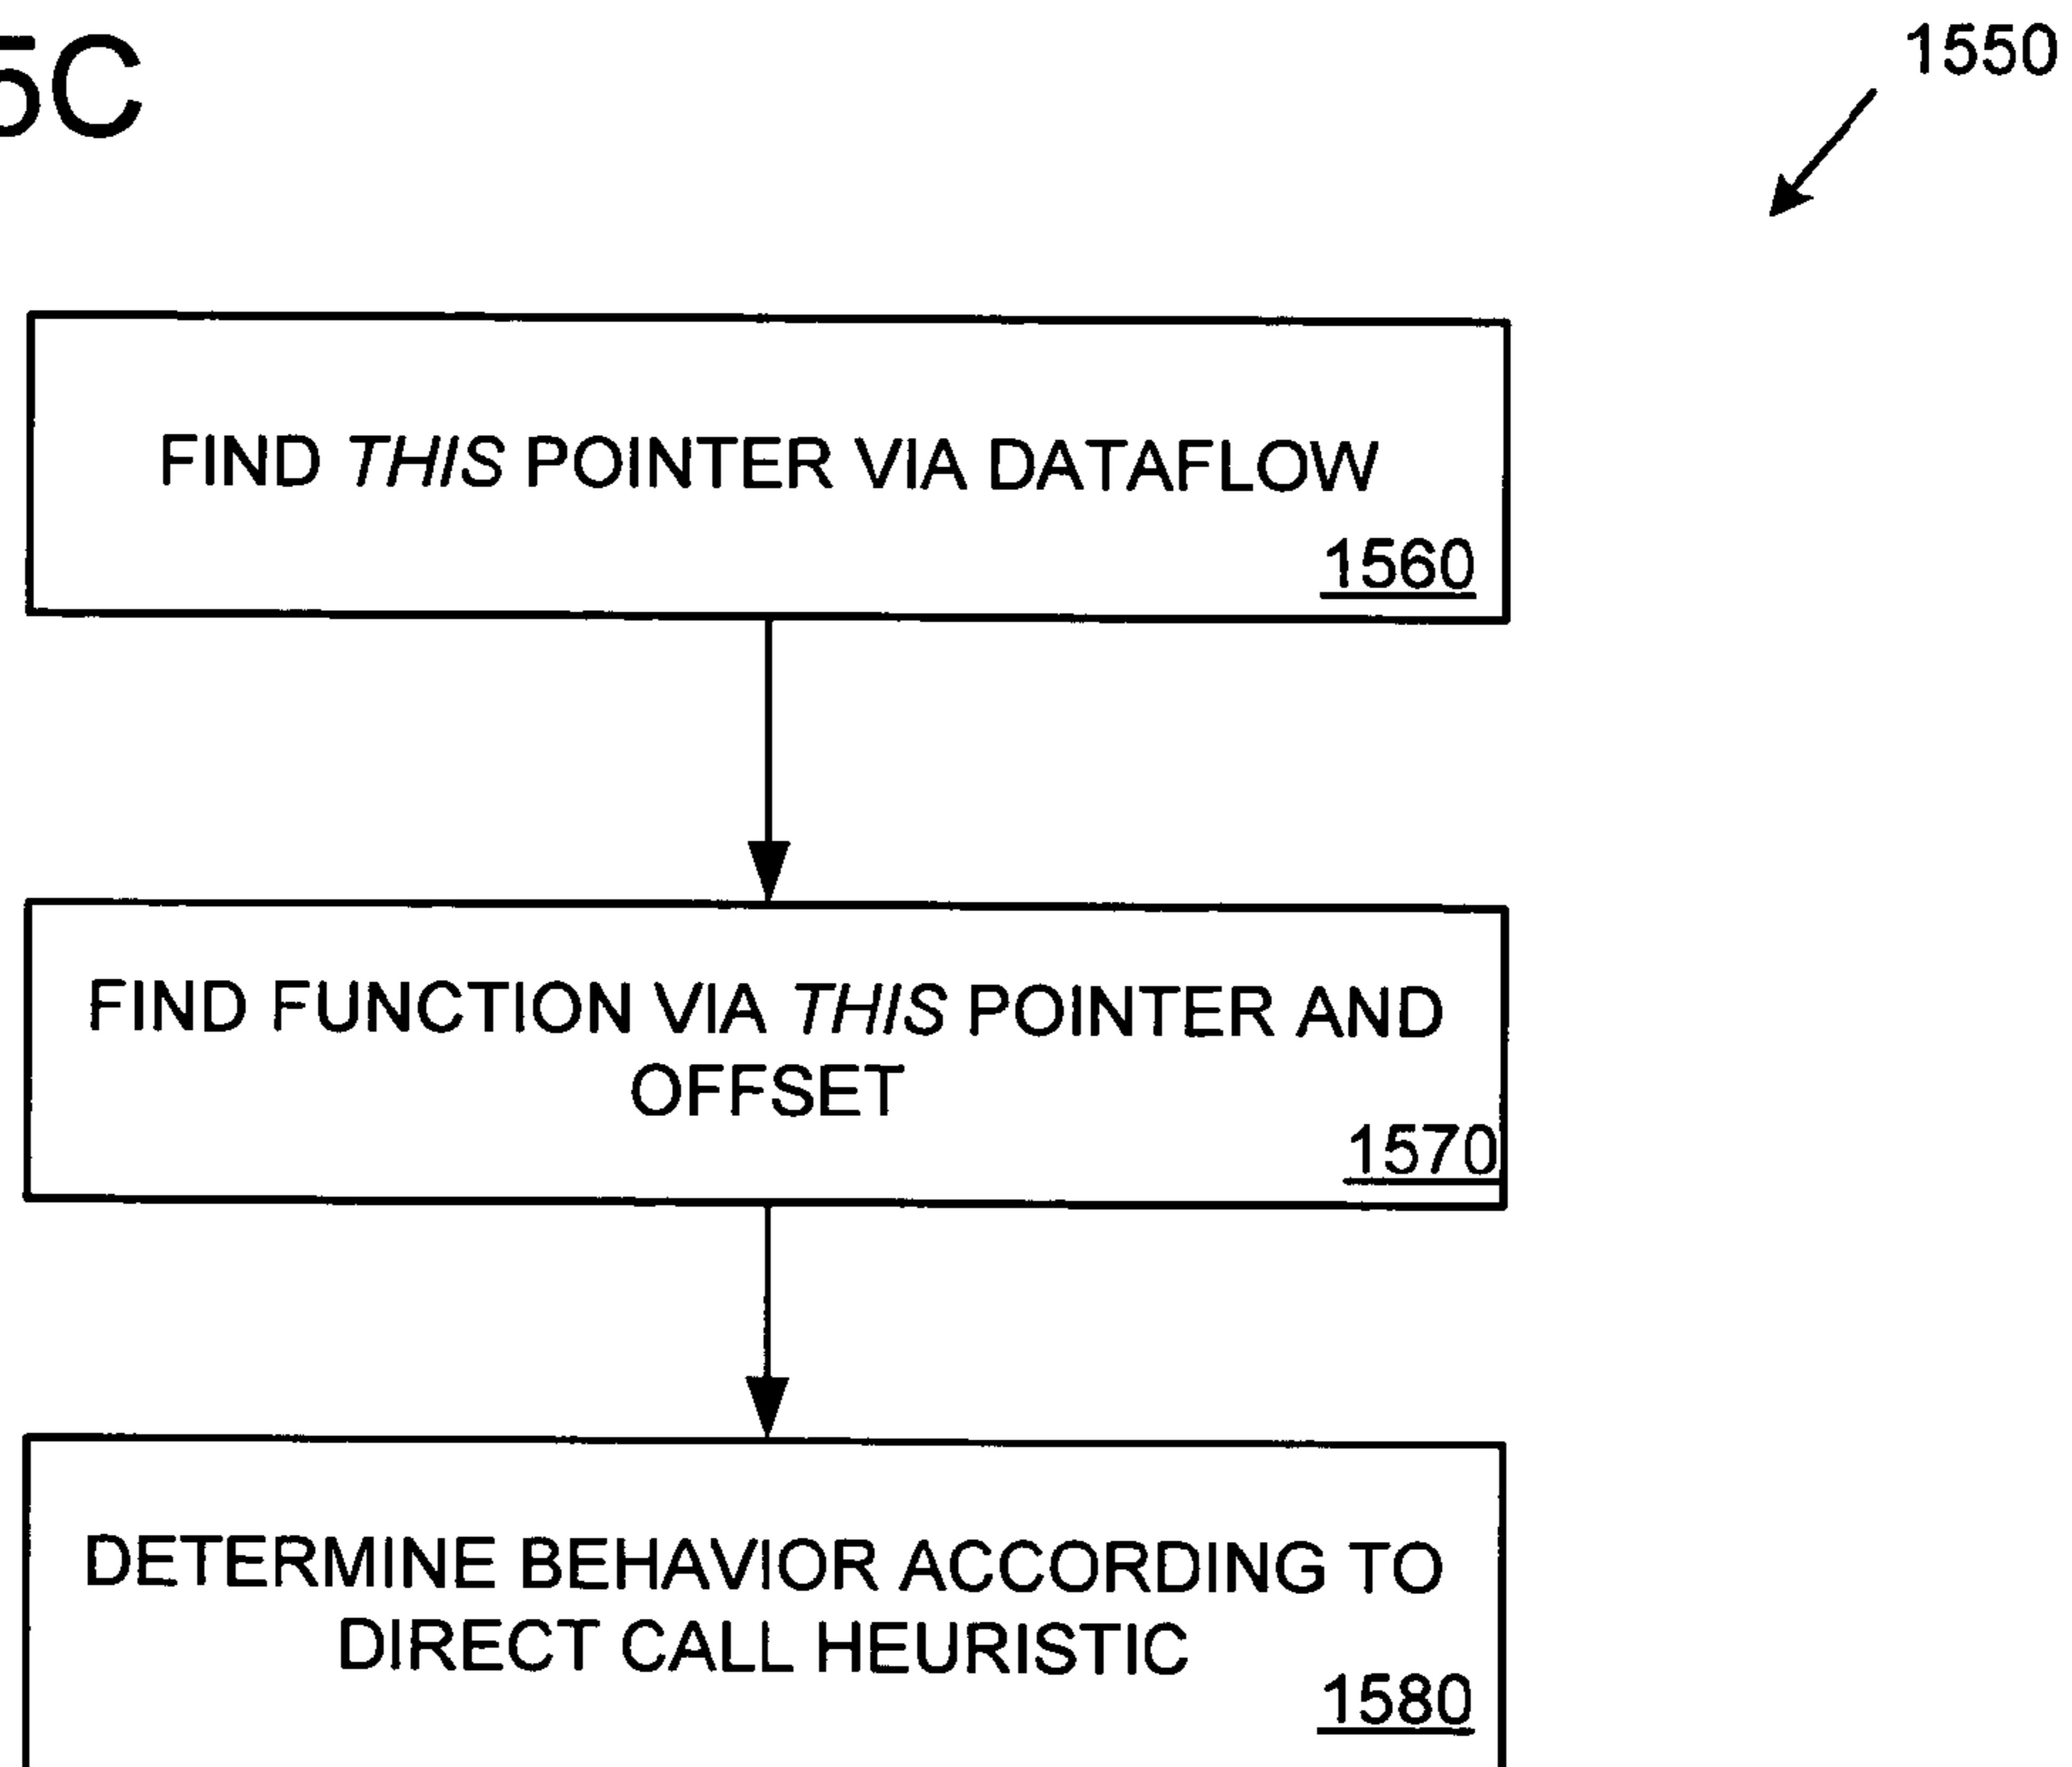 5C
1550
FIND THIS POINTER VIA DATAFLOW
1560
FIND FUNCTION VIA THIS POINTER AND
OFFSET
1570
DETERMINE BEHAVIOR ACCORDING TO
DIRECT CALL HEURISTIC
1580